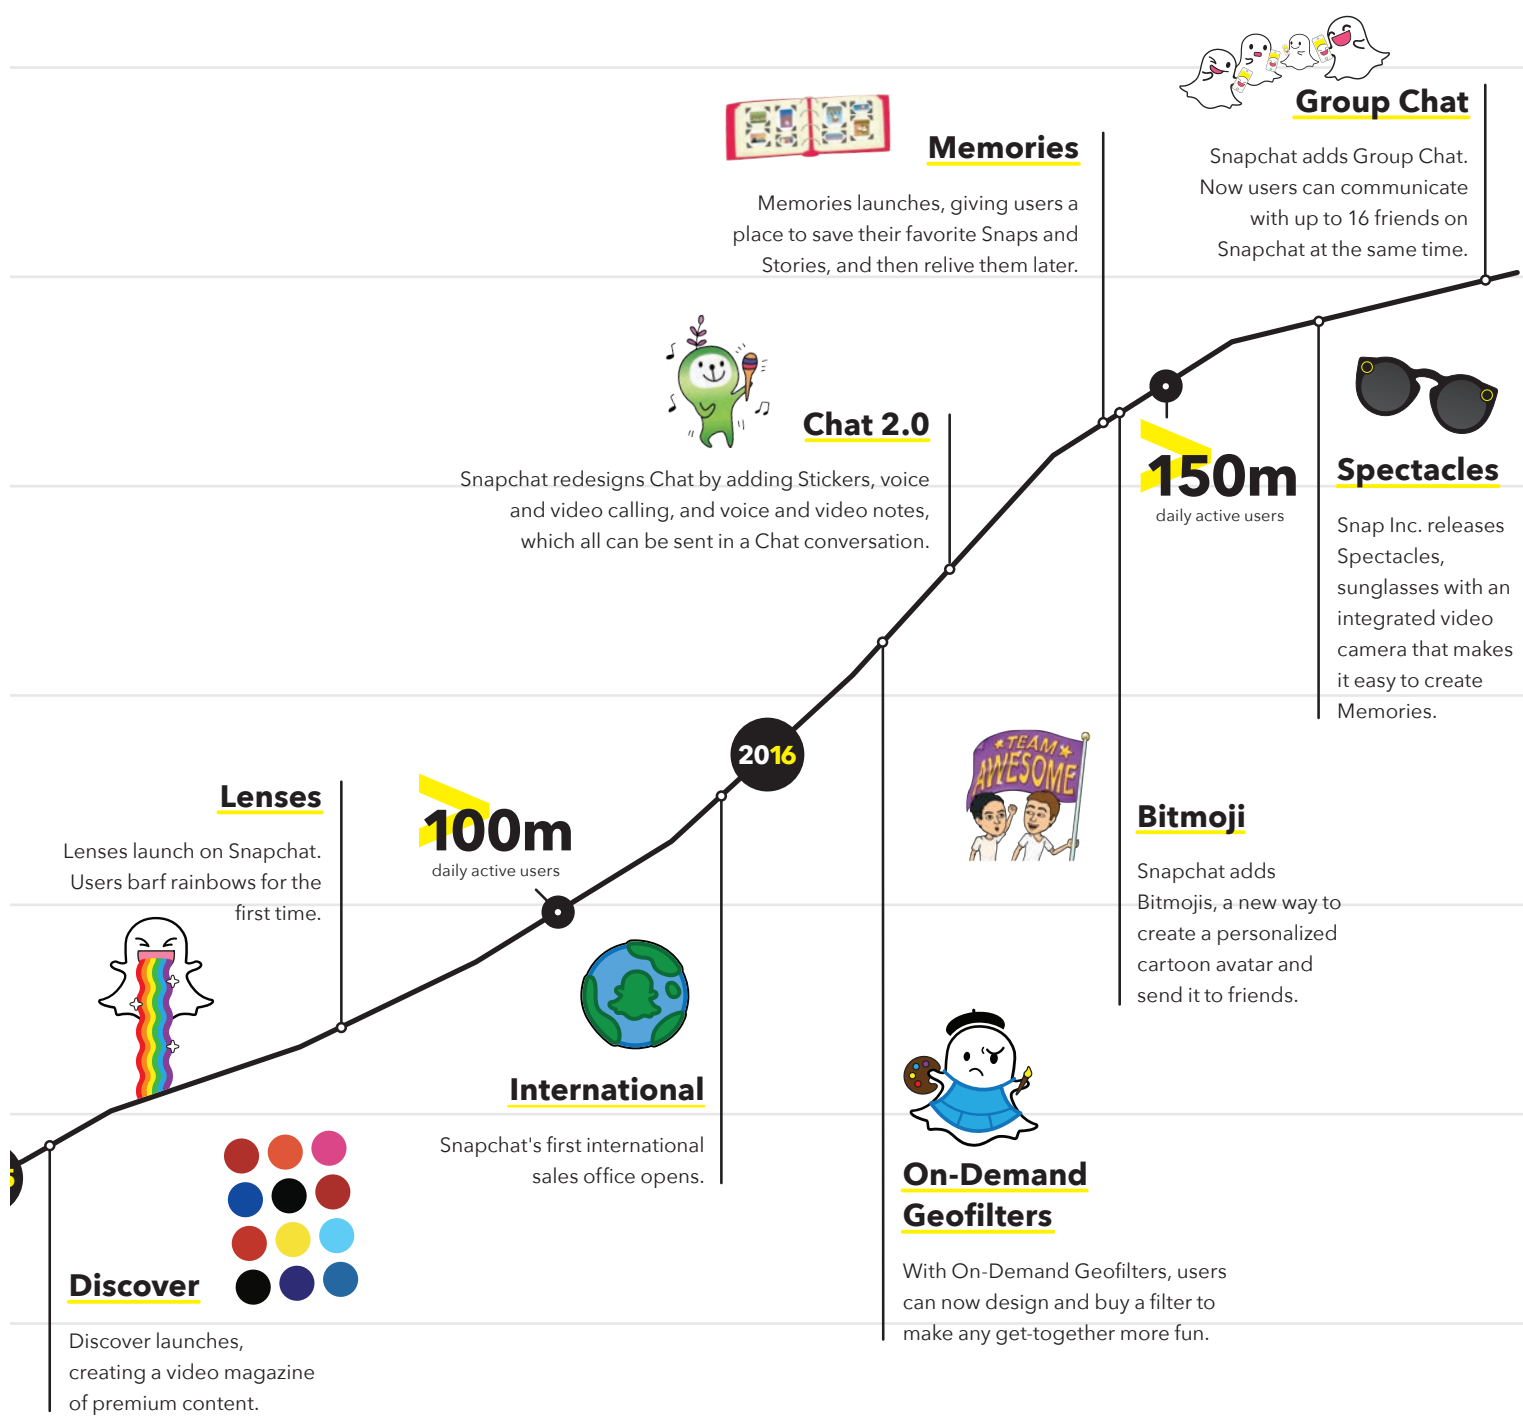 Group Chat
Snapchat adds Group Chat.
Now users can communicate
with up to 16 friends on
Snapchat at the same time.
Memories
Memories launches, giving users a
place to save their favorite Snaps and
Stories, and then relive them later.
Chat 2.0
Snapchat redesigns Chat by adding Stickers, voice
and video calling, and voice and video notes,
which all can be sent in a Chat conversation.
>150m
daily active users
Spectacles
Snap Inc. releases
Spectacles,
sunglasses with an
integrated video
camera that makes
it easy to create
Memories.
2016
TEAM
AWESOME
Bitmoji
Snapchat adds
Bitmojis, a new way to
create a personalized
cartoon avatar and
send it to friends.
Lenses
Lenses launch on Snapchat.
Users barf rainbows for the
first time.
>100m
daily active users
International
Snapchat's first international
sales office opens.
On-Demand
Geofilters
With On-Demand Geofilters, users
can now design and buy a filter to
make any get-together more fun.
Discover
Discover launches,
creating a video magazine
of premium content.